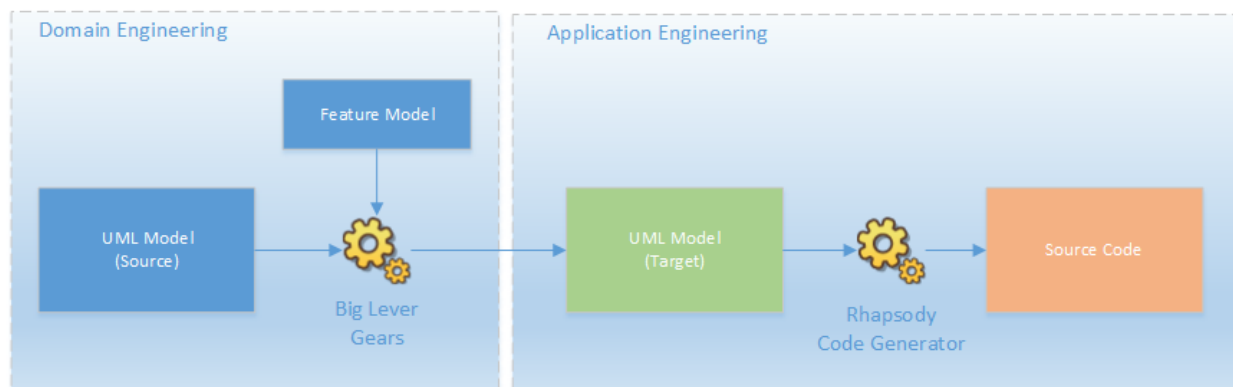 Domain Engineering
Application Engineering
Feature Model
UML Model
(Source)
Big Lever
Gears
UML Model
(Target)
Rhapsody
Code Generator
Source Code